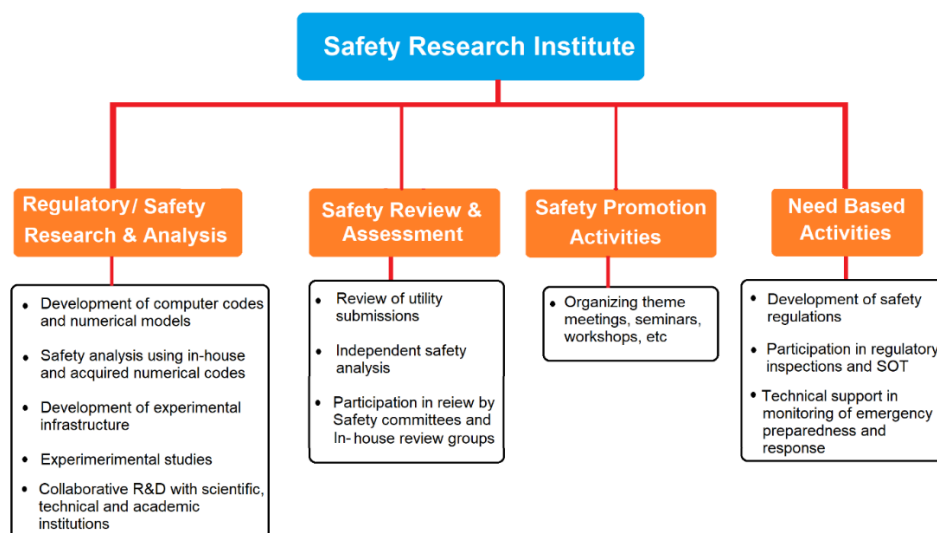 Safety Research Institute
Regulatory/ Safety
Research & Analysis
Safety Review &
Assessment
Safety Promotion
Activities
Need Based
Activities
• Development of computer codes
and numerical models
• Safety analysis using in-house
and acquired numerical codes
• Development of experimental
infrastructure
• Experimerimental studies
• Collaborative R&D with scientific,
technical and academic
institutions
• Review of utility
submissions
• Independent safety
analysis
• Participation in reiew by
Safety committees and
In-house review groups
• Organizing theme
meetings, seminars,
workshops, etc
• Development of safety
regulations
• Participation in regulatory
inspections and SOT
• Technical support in
monitoring of emergency
preparedness and
response